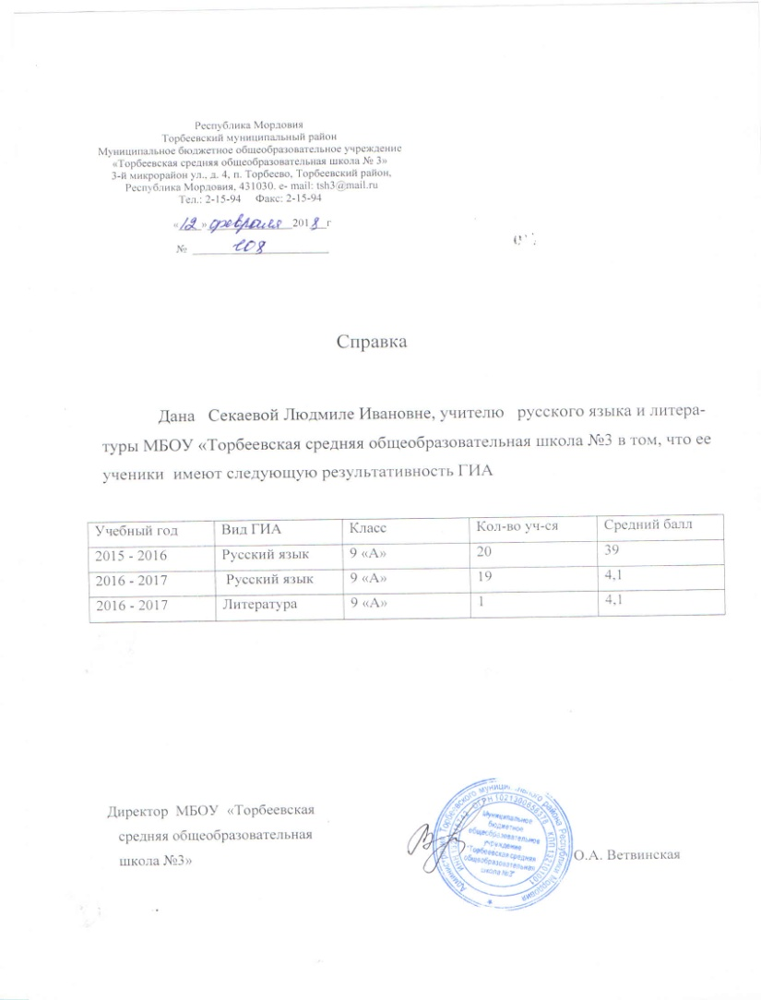 Республика Мордовия
Торбеевский муниципальный район
Муниципальное бюджетное общеобразовательное учреждение
«Торбеевская средняя общеобразовательная школа № 3»
3-й микрорайон ул., д. 4, п. Торбеево, Торбеевский район,
Республика Мордовия, 431030. e- mail: tsh3@mail.ru
Тел.: 2-15-94 Факс: 2-15-94
«12» февраля 2018 г
№ 108
Справка
Дана Секаевой Людмиле Ивановне, учителю русского языка и литера-
туры МБОУ «Торбеевская средняя общеобразовательная школа №3 в том, что ее
ученики имеют следующую результативность ГИА
Учебный год Вид ГИА Класс Кол-во уч-ся Средний балл
2015 - 2016 Русский язык 9 «А» 20 39
2016 - 2017 Русский язык 9 «А» 19 4,1
2016 - 2017 Литература 9 «А» 1 4,1
Директор МБОУ «Торбеевская
средняя общеобразовательная
школа №3»
О.А. Ветвинская
Муниципальное
бюджетное
общеобразовательное
учреждение
"Торбеевская средняя
общеобразовательная
школа №3"